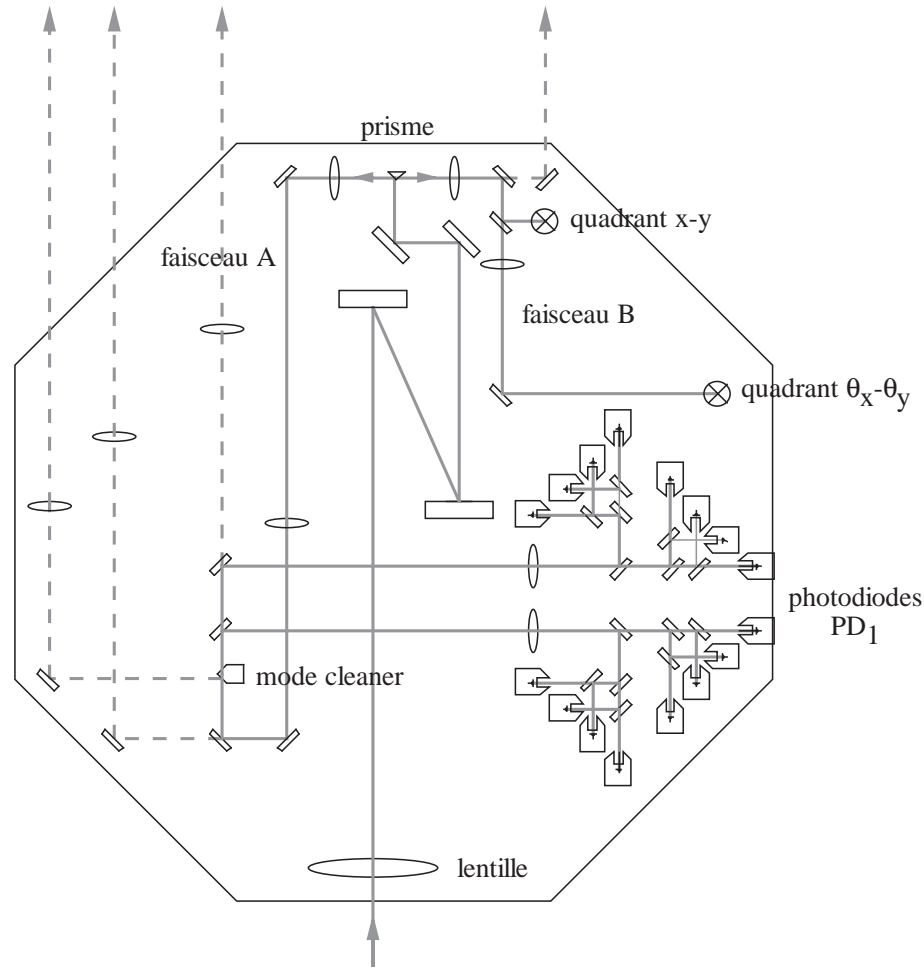 prisme
quadrant x-y
faisceau A
faisceau B
quadrant θx-θy
photodiodes
PD1
mode cleaner
lentille